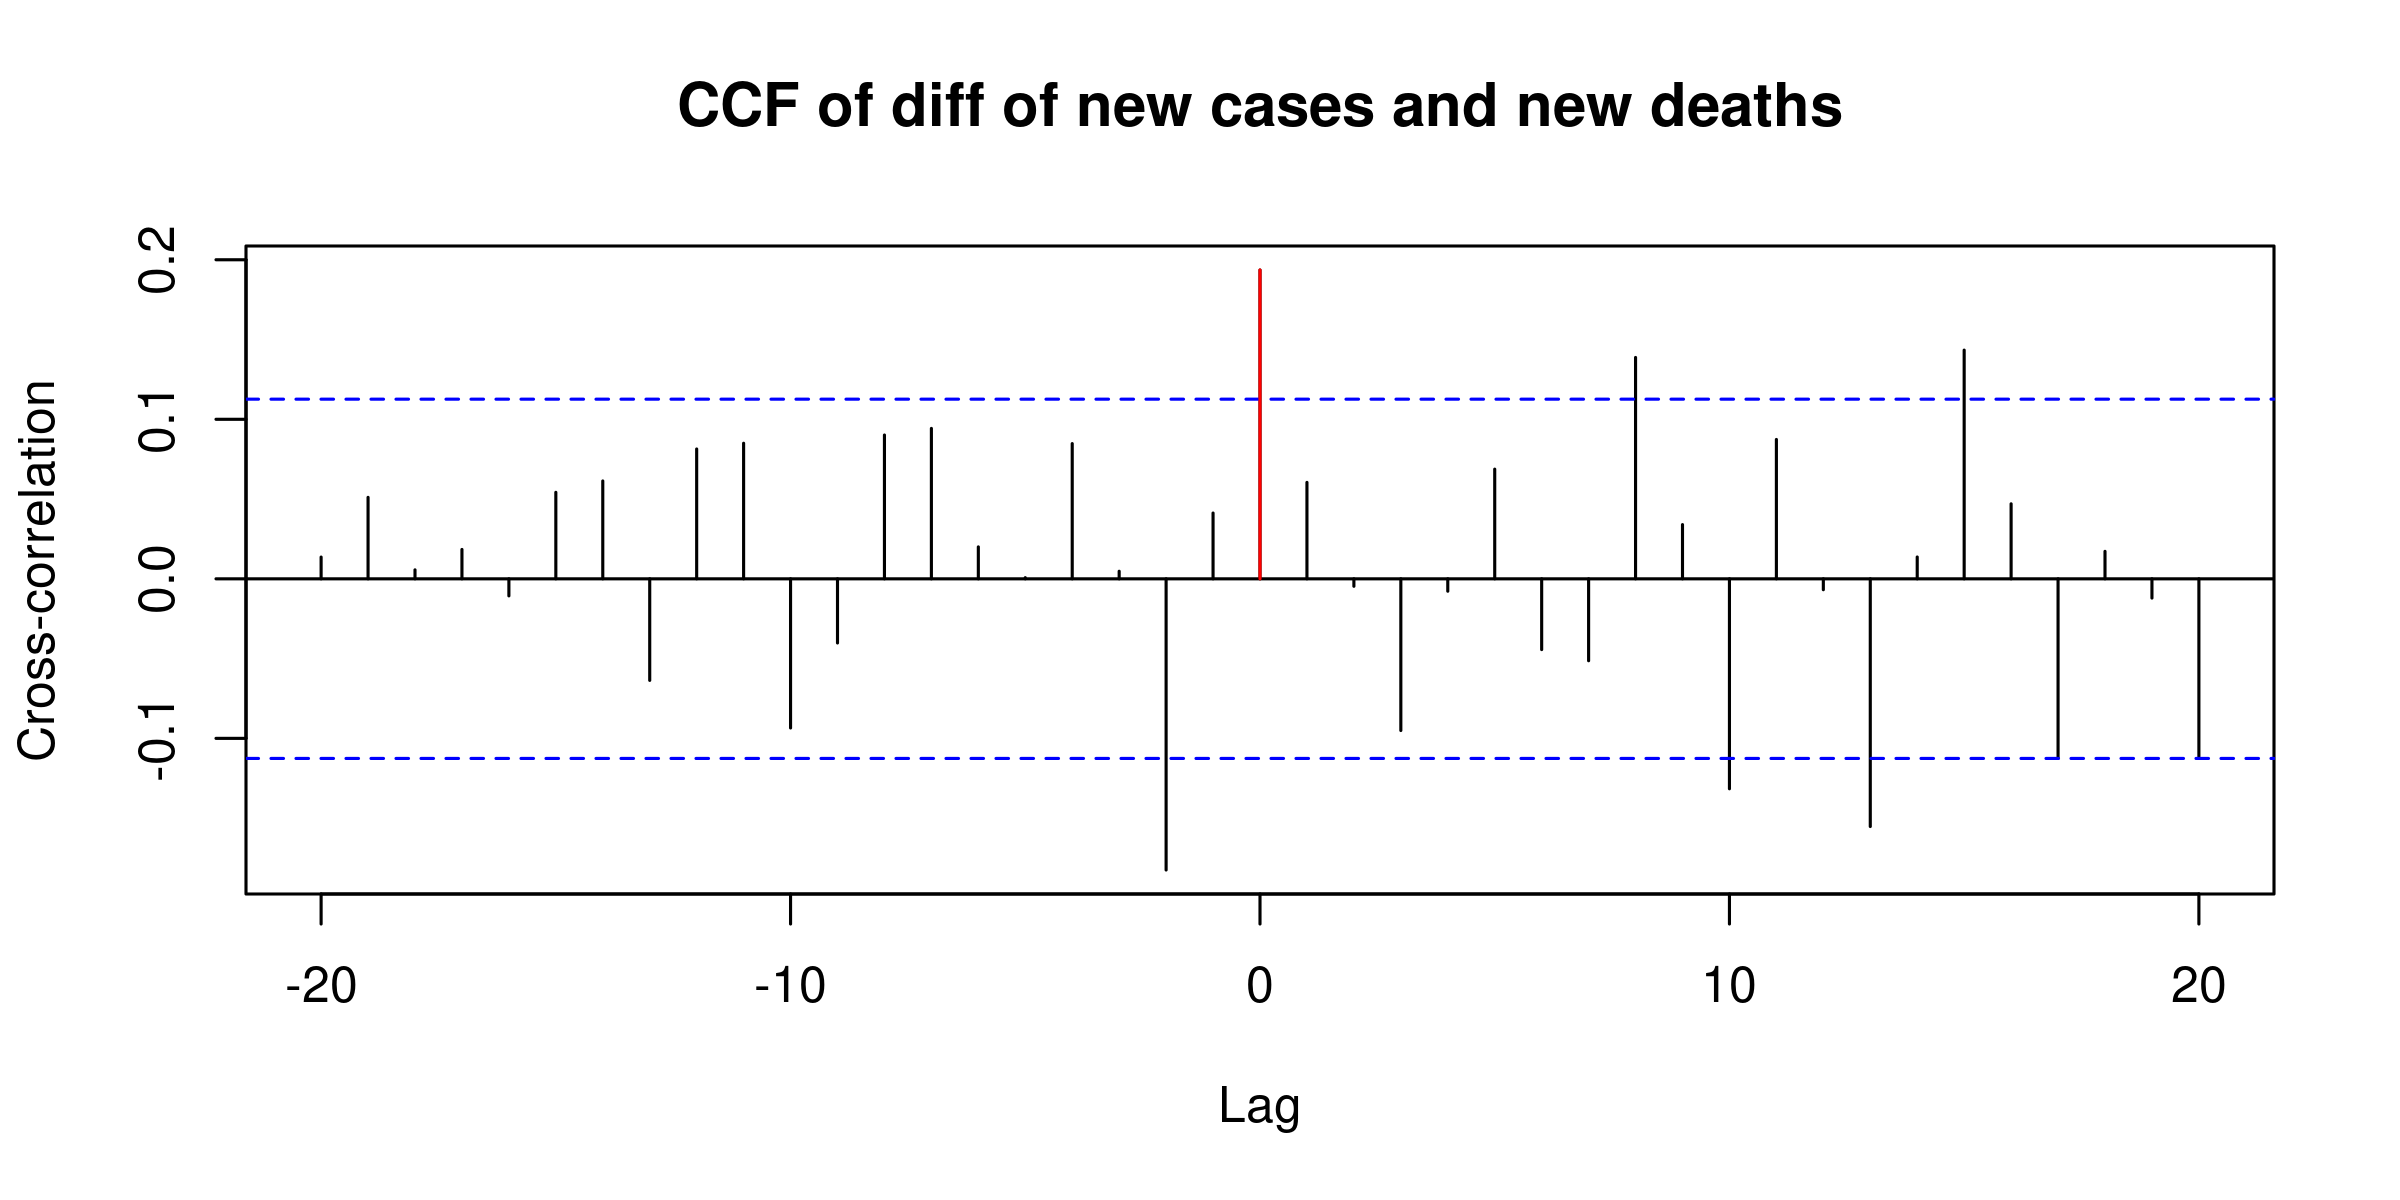 CCF of diff of new cases and new deaths
Cross-correlation
0.2
0.1
0.0
-0.1
-20 -10 0 10 20
Lag